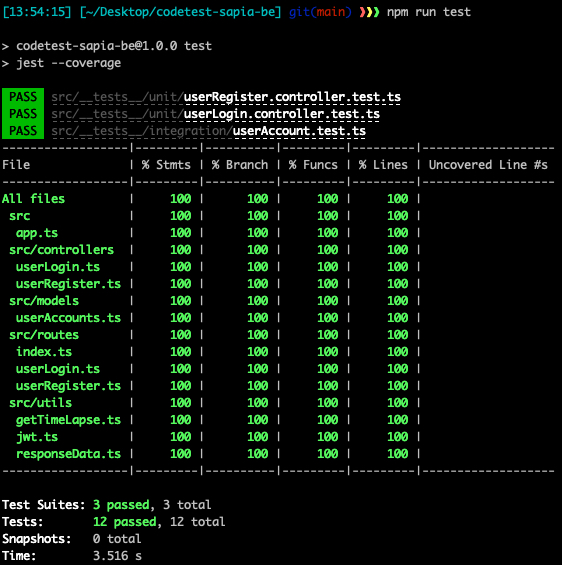 [13:54:15] [~/Desktop/codetest-sapia-be] git(main) ❯❯❯ npm run test
> codetest-sapia-be@1.0.0 test
> jest --coverage
PASS src/__tests__/unit/userRegister.controller.test.ts
PASS src/__tests__/unit/userLogin.controller.test.ts
PASS src/__tests__/integration/userAccount.test.ts
-------------------|---------|----------|---------|---------|-------------------
File | % Stmts | % Branch | % Funcs | % Lines | Uncovered Line #s
-------------------|---------|----------|---------|---------|-------------------
All files | 100 | 100 | 100 | 100 |
src | 100 | 100 | 100 | 100 |
app.ts | 100 | 100 | 100 | 100 |
src/controllers | 100 | 100 | 100 | 100 |
userLogin.ts | 100 | 100 | 100 | 100 |
userRegister.ts | 100 | 100 | 100 | 100 |
src/models | 100 | 100 | 100 | 100 |
userAccounts.ts | 100 | 100 | 100 | 100 |
src/routes | 100 | 100 | 100 | 100 |
index.ts | 100 | 100 | 100 | 100 |
userLogin.ts | 100 | 100 | 100 | 100 |
userRegister.ts | 100 | 100 | 100 | 100 |
src/utils | 100 | 100 | 100 | 100 |
getTimeLapse.ts | 100 | 100 | 100 | 100 |
jwt.ts | 100 | 100 | 100 | 100 |
responseData.ts | 100 | 100 | 100 | 100 |
-------------------|---------|----------|---------|---------|-------------------
Test Suites: 3 passed, 3 total
Tests: 12 passed, 12 total
Snapshots: 0 total
Time: 3.516 s